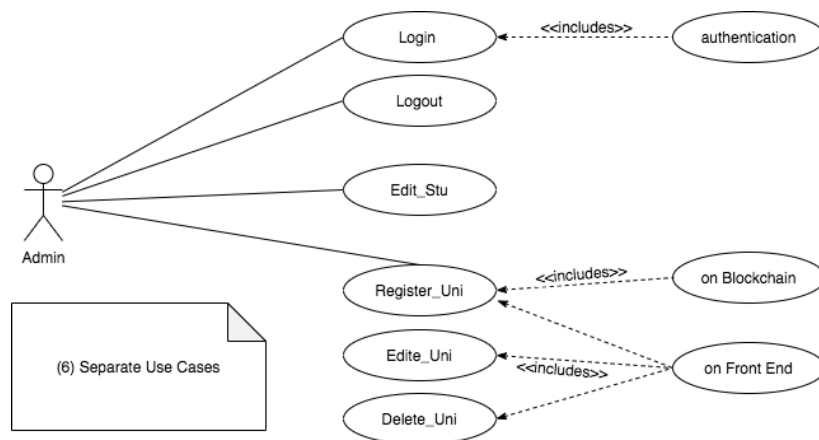 Login
<<includes>>
authentication
Logout
Edit_Stu
Admin
Register_Uni
<<includes>>
on Blockchain
(6) Separate Use Cases
Edite_Uni
<<includes>>
on Front End
Delete_Uni